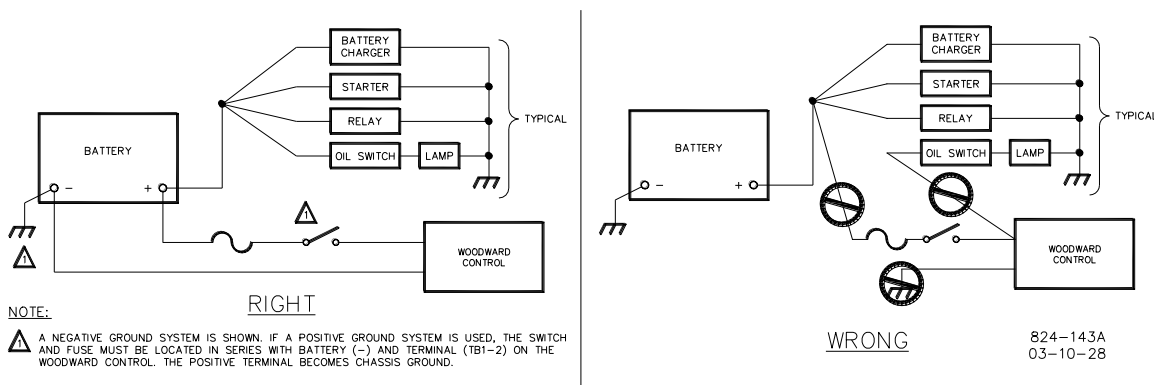 BATTERY
CHARGER
STARTER
RELAY
OIL SWITCH
LAMP
TYPICAL
BATTERY
-
+
1
1
WOODWARD
CONTROL
RIGHT
NOTE:
1
A NEGATIVE GROUND SYSTEM IS SHOWN. IF A POSITIVE GROUND SYSTEM IS USED, THE SWITCH
AND FUSE MUST BE LOCATED IN SERIES WITH BATTERY (-) AND TERMINAL (TB1-2) ON THE
WOODWARD CONTROL. THE POSITIVE TERMINAL BECOMES CHASSIS GROUND.
BATTERY
CHARGER
STARTER
RELAY
OIL SWITCH
LAMP
TYPICAL
BATTERY
-
+
WOODWARD
CONTROL
WRONG
824-143A
03-10-28